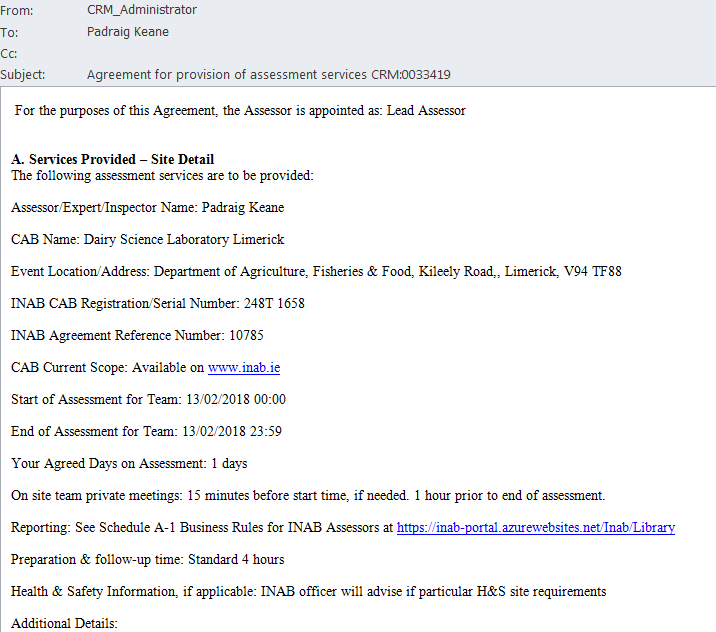 From: CRM_Administrator
To: Padraig Keane
Cc:
Subject: Agreement for provision of assessment services CRM:0033419
For the purposes of this Agreement, the Assessor is appointed as: Lead Assessor
A. Services Provided – Site Detail
The following assessment services are to be provided:
Assessor/Expert/Inspector Name: Padraig Keane
CAB Name: Dairy Science Laboratory Limerick
Event Location/Address: Department of Agriculture, Fisheries & Food, Kileely Road,, Limerick, V94 TF88
INAB CAB Registration/Serial Number: 248T 1658
INAB Agreement Reference Number: 10785
CAB Current Scope: Available on www.inab.ie
Start of Assessment for Team: 13/02/2018 00:00
End of Assessment for Team: 13/02/2018 23:59
Your Agreed Days on Assessment: 1 days
On site team private meetings: 15 minutes before start time, if needed. 1 hour prior to end of assessment.
Reporting: See Schedule A-1 Business Rules for INAB Assessors at https://inab-portal.azurewebsites.net/Inab/Library
Preparation & follow-up time: Standard 4 hours
Health & Safety Information, if applicable: INAB officer will advise if particular H&S site requirements
Additional Details: